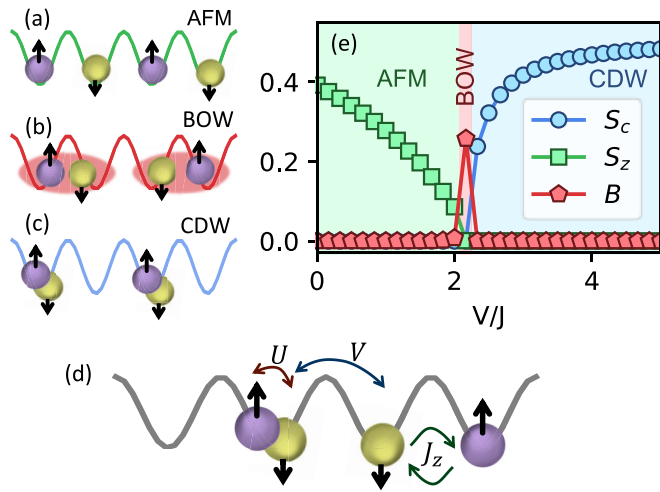 (a) AFM
(b) BOW
(c) CDW
(e)
AFM BOW CDW
S_c
S_z
B
0.4
0.2
0.0
0 2 4
V/J
(d) U V
J_z